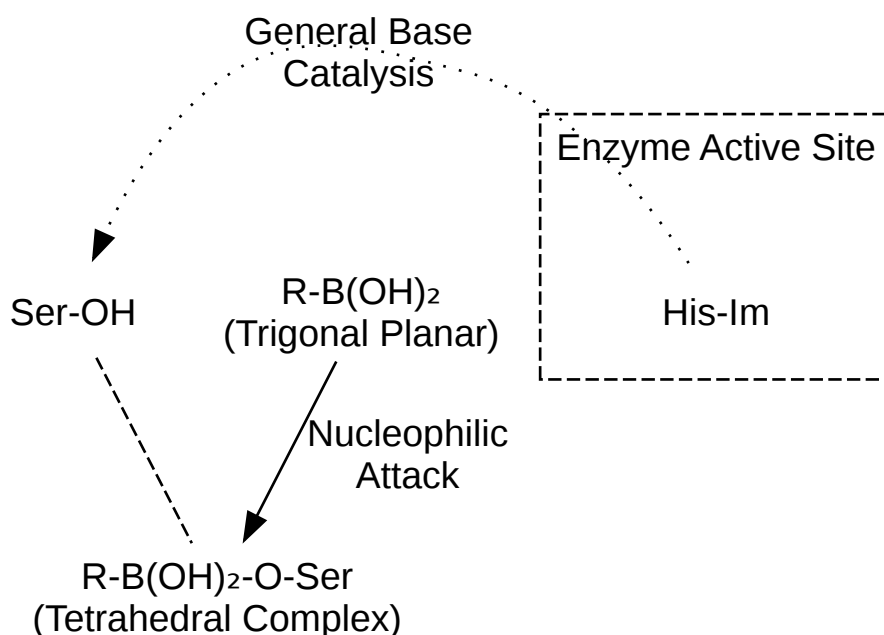 General Base
Catalysis
Enzyme Active Site
Ser-OH
R-B(OH)₂
(Trigonal Planar)
His-Im
Nucleophilic
Attack
R-B(OH)₂-O-Ser
(Tetrahedral Complex)